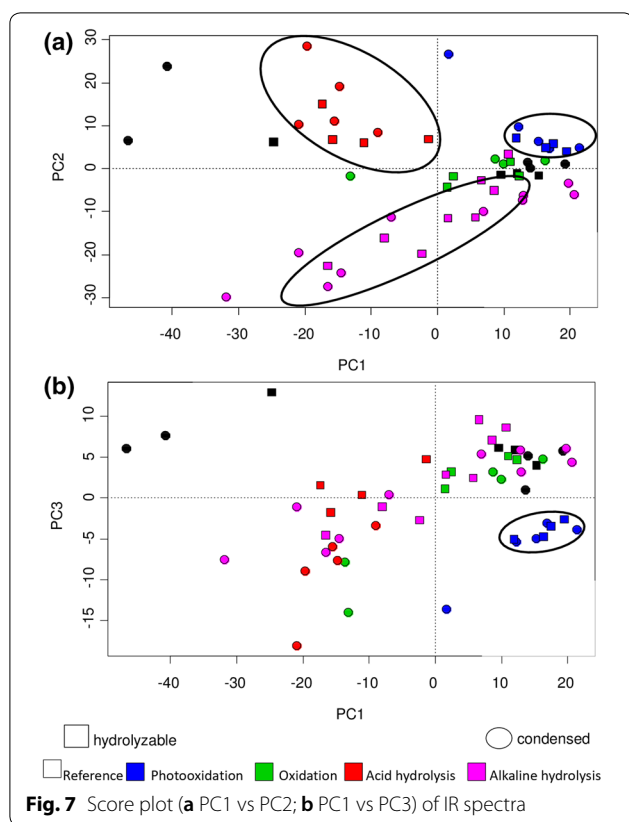 (a)
30
20
10
0
-10
-20
-30
PC2
-40 -30 -20 -10 0 10 20
PC1
(b)
10
5
0
-5
-10
-15
PC3
-40 -30 -20 -10 0 10 20
PC1
hydrolyzable condensed
Reference Photooxidation Oxidation Acid hydrolysis Alkaline hydrolysis
Fig. 7 Score plot (a PC1 vs PC2; b PC1 vs PC3) of IR spectra